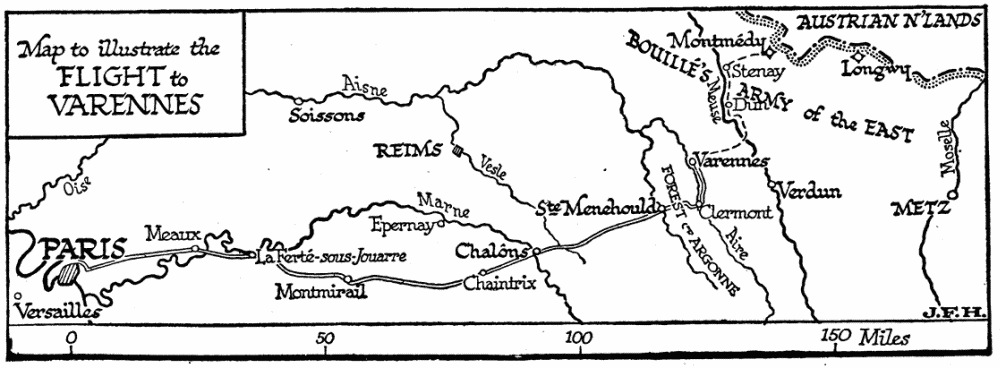 Map to illustrate the
FLIGHT to
VARENNES
AUSTRIAN N'LANDS
Montmédy
BOUILLÉ'S
Stenay
Longwy
Meuse
Dun
ARMY of the EAST
Aisne
Soissons
REIMS
Vesle
Varennes
Moselle
Oise
Verdun
METZ
FOREST of ARGONNE
Ste Menehould
Clermont
Marne
Epernay
Aire
Meaux
PARIS
La Ferté-sous-Jouarre
Chalôns
Montmirail
Chaintrix
Versailles
J.F.H.
0 50 100 150 Miles